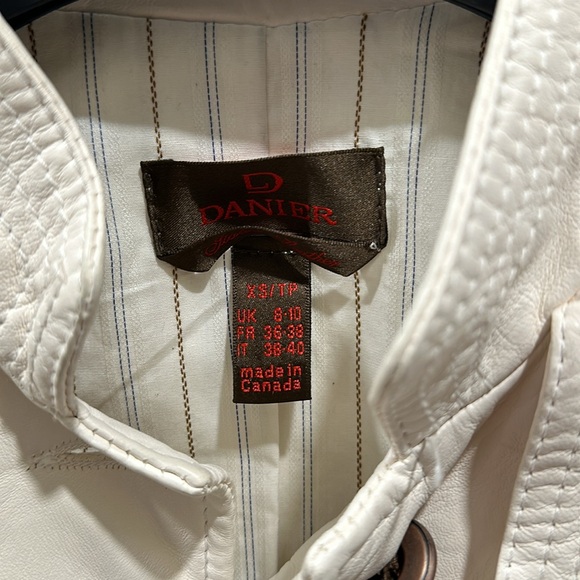 D
DANIER
XS/TP
UK 8-10
FR 36-38
IT 38-40
made in
Canada